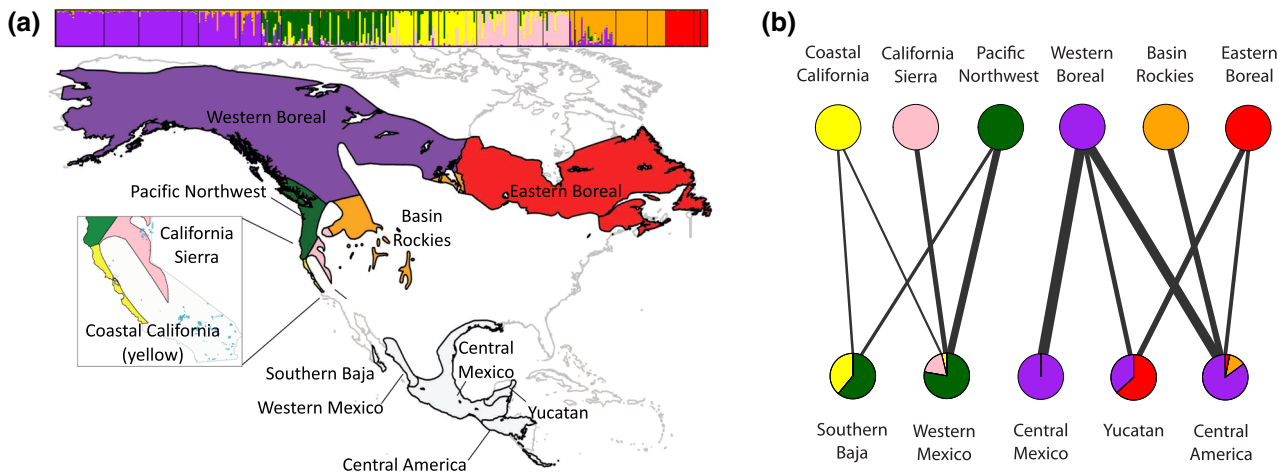 (a)
Western Boreal
Pacific Northwest
Eastern Boreal
Basin
Rockies
California
Sierra
Coastal California
(yellow)
Southern Baja
Western Mexico
Central
Mexico
Yucatan
Central America
(b)
Coastal
California
California
Sierra
Pacific
Northwest
Western
Boreal
Basin
Rockies
Eastern
Boreal
Southern
Baja
Western
Mexico
Central
Mexico
Yucatan
Central
America